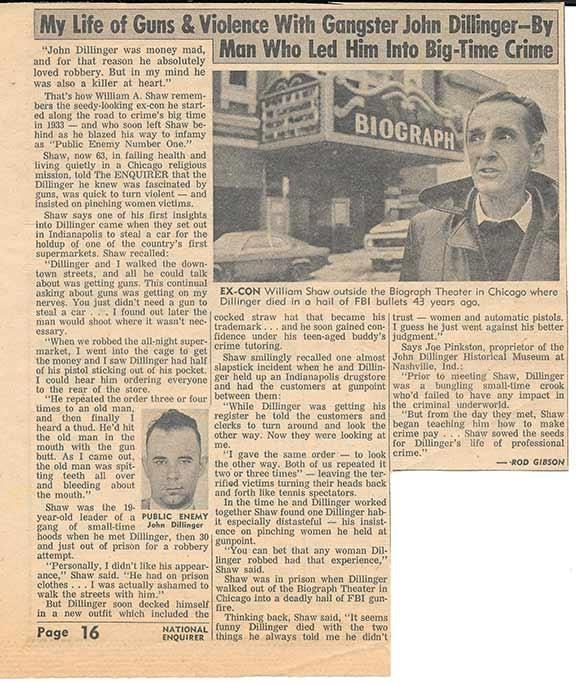 My Life of Guns & Violence With Gangster John Dillinger—By
Man Who Led Him Into Big-Time Crime
"John Dillinger was money mad,
and for that reason he absolutely
loved robbery. But in my mind he
was also a killer at heart."
That's how William A. Shaw remem-
bers the seedy-looking ex-con he start-
ed along the road to crime's big time
in 1933 — and who soon left Shaw be-
hind as he blazed his way to infamy
as "Public Enemy Number One."
Shaw, now 63, in failing health and
living quietly in a Chicago religious
mission, told The ENQUIRER that the
Dillinger he knew was fascinated by
guns, was quick to turn violent — and
insisted on pinching women victims.
Shaw says one of his first insights
into Dillinger came when they set out
in Indianapolis to steal a car for the
holdup of one of the country's first
supermarkets. Shaw recalled:
"Dillinger and I walked the down-
town streets, and all he could talk
about was getting guns. This continual
asking about guns was getting on my
nerves. You just didn't need a gun to
steal a car . . . I found out later the
man would shoot where it wasn't nec-
essary.
"When we robbed the all-night super-
market, I went into the cage to get
the money and I saw Dillinger had half
of his pistol sticking out of his pocket.
I could hear him ordering everyone
to the rear of the store.
"He repeated the order three or four
times to an old man,
and then finally I
heard a thud. He'd hit
the old man in the
mouth with the gun
butt. As I came out,
the old man was spit-
ting teeth all over
and bleeding about
the mouth."
Shaw was the 19-
year-old leader of a
gang of small-time
hoods when he met Dillinger, then 30
and just out of prison for a robbery
attempt.
"Personally, I didn't like his appear-
ance," Shaw said. "He had on prison
clothes . . . I was actually ashamed to
walk the streets with him."
But Dillinger soon decked himself
in a new outfit which included the
PUBLIC ENEMY
John Dillinger
Page 16
NATIONAL
ENQUIRER
BIOGRAPH
EX-CON William Shaw outside the Biograph Theater in Chicago where
Dillinger died in a hail of FBI bullets 43 years ago.
cocked straw hat that became his
trademark . . . and he soon gained con-
fidence under his teen-aged buddy's
crime tutoring.
Shaw smilingly recalled one almost
slapstick incident when he and Dillin-
ger held up an Indianapolis drugstore
and had the customers at gunpoint
between them:
"While Dillinger was getting his
register he told the customers and
clerks to turn around and look the
other way. Now they were looking at
me.
"I gave the same order — to look
the other way. Both of us repeated it
two or three times" — leaving the ter-
rified victims turning their heads back
and forth like tennis spectators.
In the time he and Dillinger worked
together Shaw found one Dillinger hab-
it especially distasteful — his insist-
ence on pinching women he held at
gunpoint.
"You can bet that any woman Dil-
linger robbed had that experience,"
Shaw said.
Shaw was in prison when Dillinger
walked out of the Biograph Theater in
Chicago into a deadly hail of FBI gun-
fire.
Thinking back, Shaw said, "It seems
funny Dillinger died with the two
things he always told me he didn't
trust — women and automatic pistols.
I guess he just went against his better
judgment."
Says Joe Pinkston, proprietor of the
John Dillinger Historical Museum at
Nashville, Ind.,
"Prior to meeting Shaw, Dillinger
was a bungling small-time crook
who'd failed to have any impact in
the criminal underworld.
"But from the day they met, Shaw
began teaching him how to make
crime pay . . . Shaw sowed the seeds
for Dillinger's life of professional
crime."
—ROD GIBSON